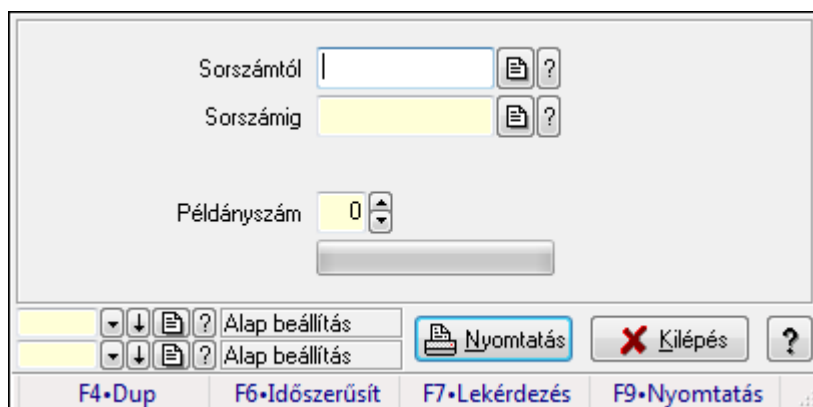 Sorszámtól ?
Sorszámig ?
Példányszám 0
? Alap beállítás
? Alap beállítás
Nyomtatás Kilépés ?
F4•Dup F6•Időszerűsít F7•Lekérdezés F9•Nyomtatás